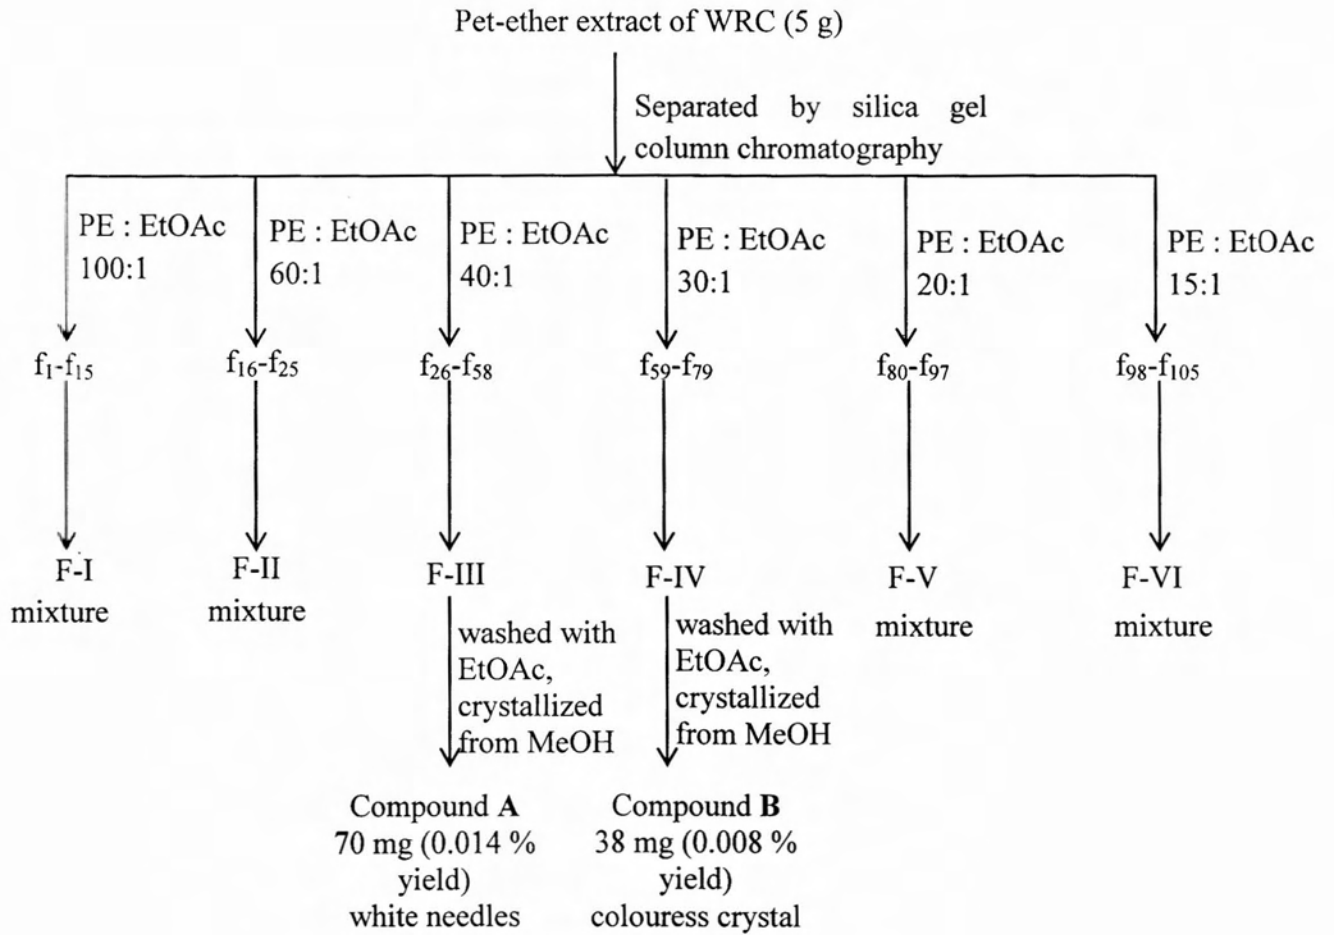 Pet-ether extract of WRC (5 g)
Separated by silica gel
column chromatography
PE : EtOAc
100:1
PE : EtOAc
60:1
PE : EtOAc
40:1
PE : EtOAc
30:1
PE : EtOAc
20:1
PE : EtOAc
15:1
f₁-f₁₅
f₁₆-f₂₅
f₂₆-f₅₈
f₅₉-f₇₉
f₈₀-f₉₇
f₉₈-f₁₀₅
F-I
mixture
F-II
mixture
F-III
F-IV
F-V
mixture
F-VI
mixture
washed with
EtOAc,
crystallized
from MeOH
washed with
EtOAc,
crystallized
from MeOH
Compound A
70 mg (0.014 %
yield)
white needles
Compound B
38 mg (0.008 %
yield)
colouress crystal